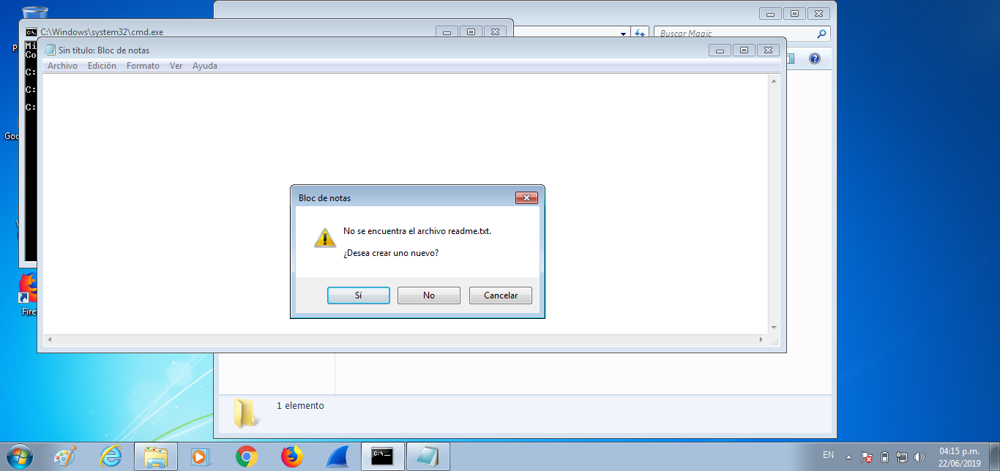 C:\Windows\system32\cmd.exe
Buscar Magic
Mi
Co
C:
C:
C:
Sin título: Bloc de notas
Archivo Edición Formato Ver Ayuda
Bloc de notas
No se encuentra el archivo readme.txt.
¿Desea crear uno nuevo?
Sí No Cancelar
Goo
Firef
1 elemento
C:\
EN
04:15 p.m.
22/06/2019